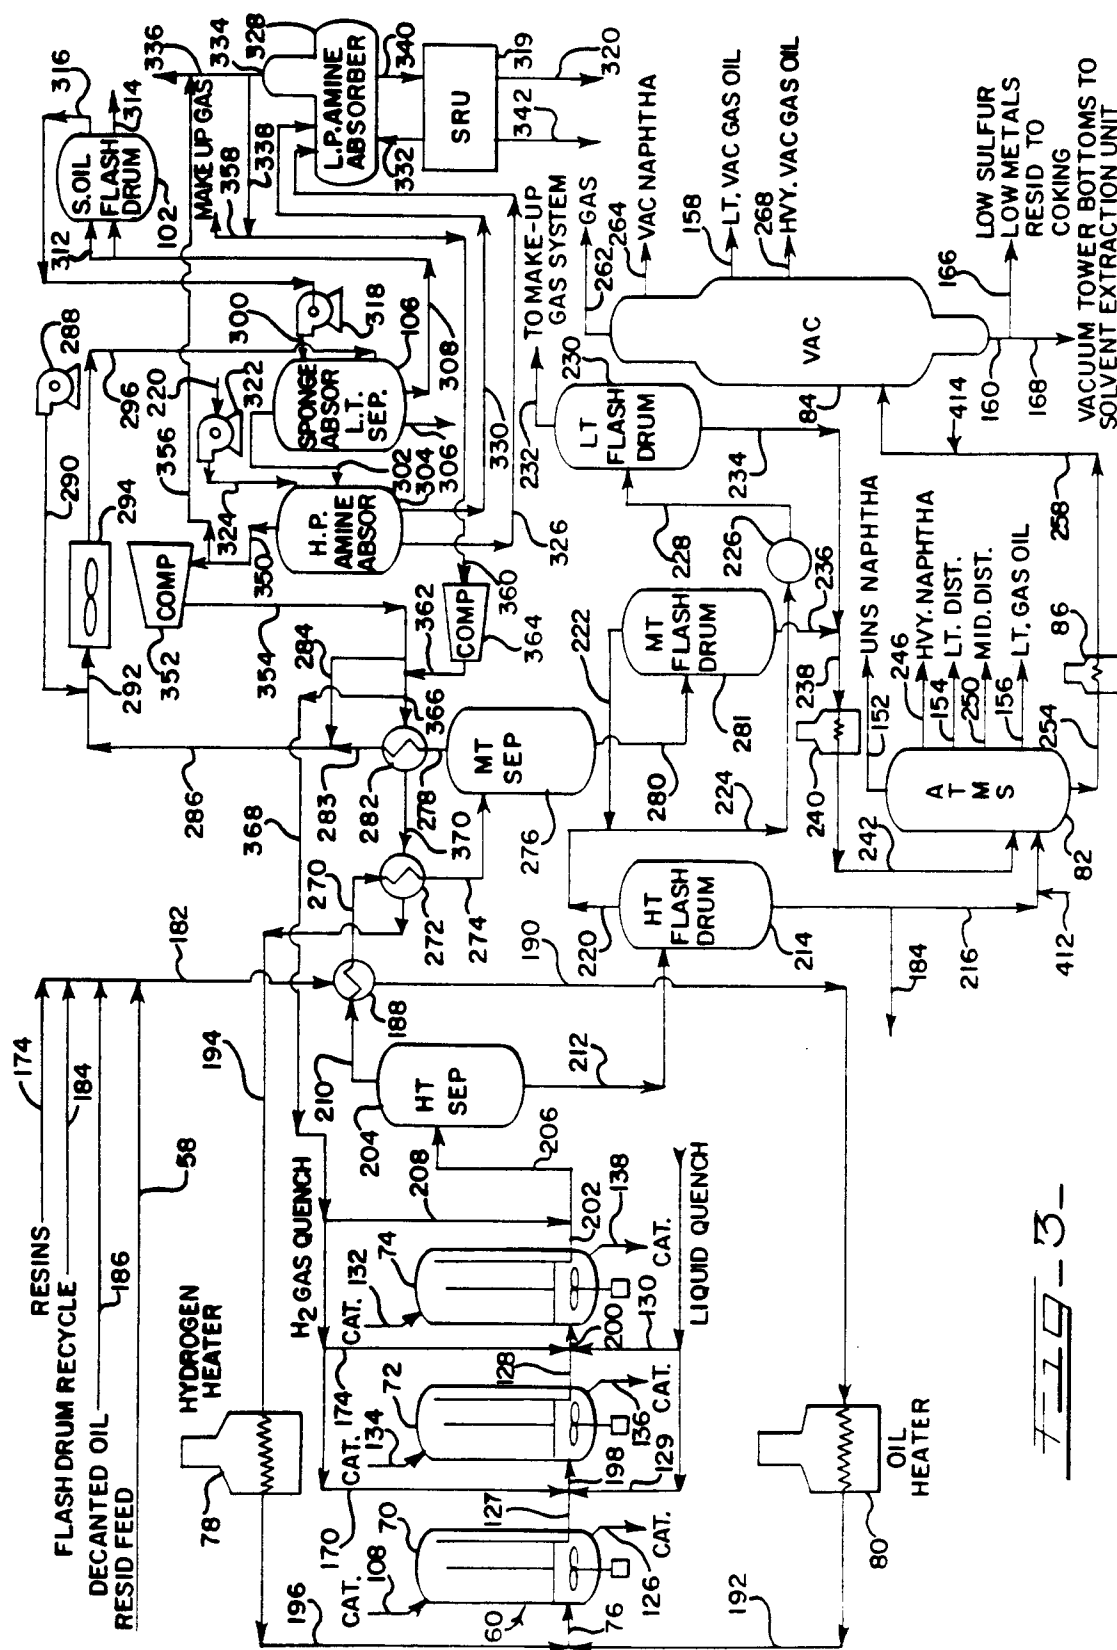 RESINS
174
FLASH DRUM RECYCLE
184
DECANTED OIL
186
RESID FEED
58
182
HYDROGEN
HEATER
78
194
196
H2 GAS QUENCH
368
CAT.
108
70
60
76
126
CAT.
127
170
CAT.
134
72
198
129
136
CAT.
128
174
CAT.
132
74
200
130
138
CAT.
202
208
206
LIQUID QUENCH
192
80
OIL
HEATER
190
HT
SEP
204
210
212
188
270
272
274
370
HT
FLASH
DRUM
214
220
184
216
412
224
222
MT
SEP
276
278
280
282
283
284
286
366
MT
FLASH
DRUM
281
236
238
240
242
226
228
LT
FLASH
DRUM
230
232
TO MAKE-UP
GAS SYSTEM
234
ATMS
82
152
UNS NAPHTHA
246
HVY. NAPHTHA
154
LT. DIST.
250
MID. DIST.
156
LT. GAS OIL
254
86
258
414
VAC
84
262
GAS
264
VAC NAPHTHA
158
LT. VAC GAS OIL
268
HVY. VAC GAS OIL
160
166
LOW SULFUR
LOW METALS
RESID TO
COKING
168
VACUUM TOWER BOTTOMS TO
SOLVENT EXTRACTION UNIT
288
290
292
294
296
COMP
352
354
350
356
COMP
360
362
364
H.P.
AMINE
ABSOR
302
304
306
324
322
220
326
330
SPONGE
ABSOR
L.T.
SEP.
106
300
318
308
S.OIL
FLASH
DRUM
102
312
314
316
MAKE UP GAS
358
338
336
334
328
L.P. AMINE
ABSORBER
332
340
SRU
319
320
342
FIG-3-